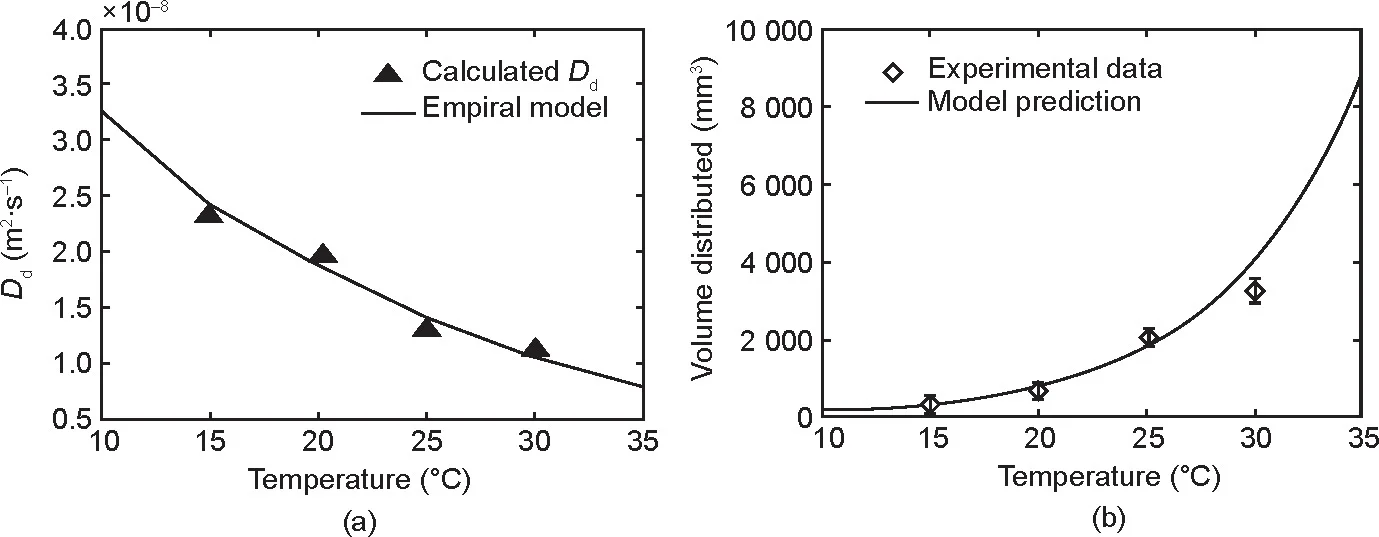 ×10–8
4.0
3.5
3.0
2.5
2.0
1.5
1.0
0.5
10 15 20 25 30 35
Dd (m2·s–1)
Temperature (°C)
Calculated Dd
Empiral model
(a)
10 000
8 000
6 000
4 000
2 000
0
10 15 20 25 30 35
Volume distributed (mm3)
Temperature (°C)
Experimental data
Model prediction
(b)